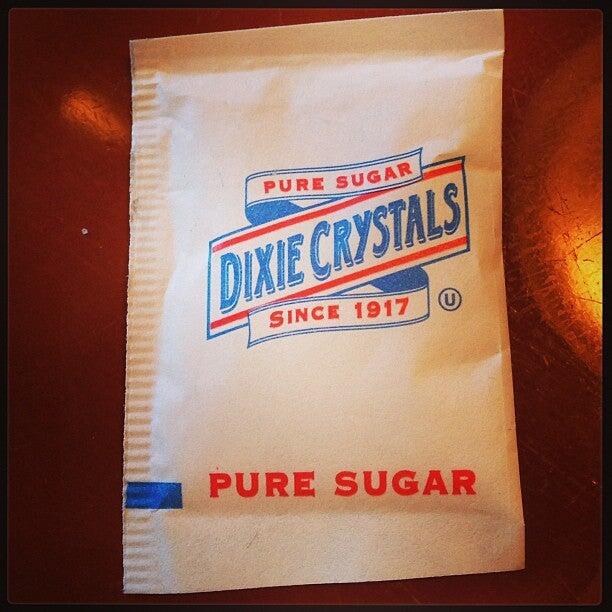 PURE SUGAR
DIXIE CRYSTALS
SINCE 1917
U
PURE SUGAR